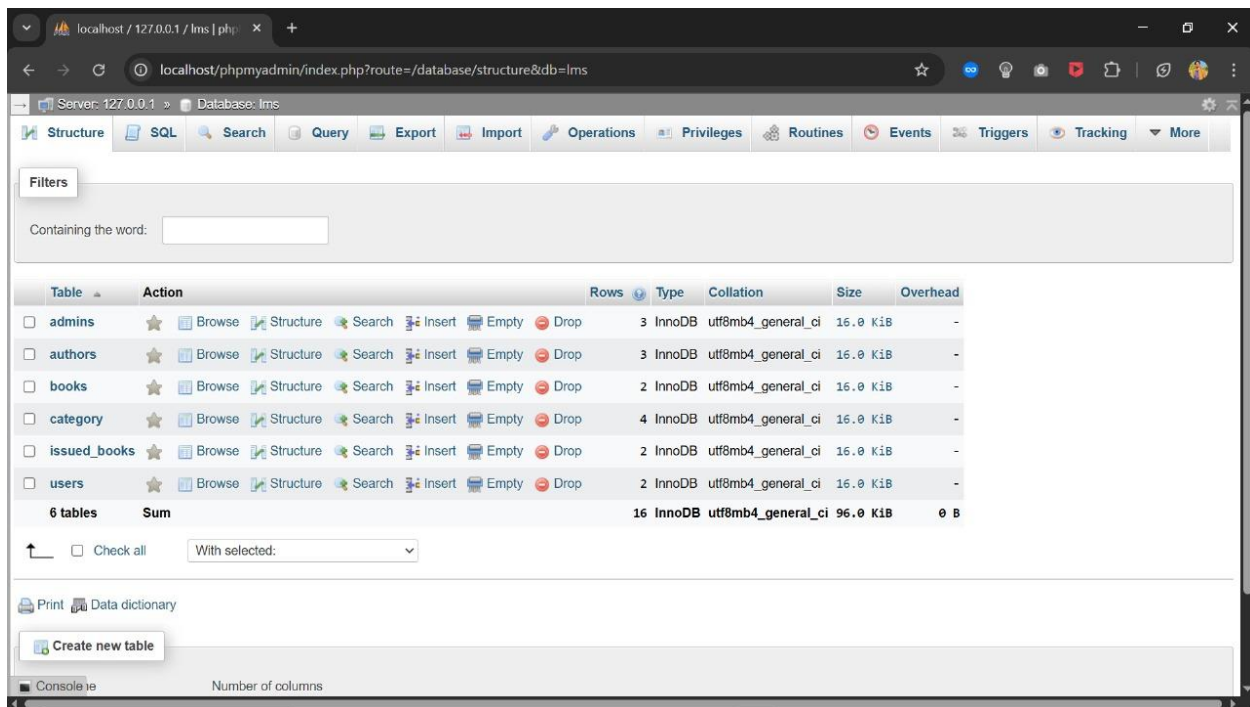 localhost / 127.0.0.1 / lms | php
localhost/phpmyadmin/index.php?route=/database/structure&db=lms
Server: 127.0.0.1 » Database: lms
Structure SQL Search Query Export Import Operations Privileges Routines Events Triggers Tracking More
Filters
Containing the word:
Table Action Rows Type Collation Size Overhead
admins Browse Structure Search Insert Empty Drop 3 InnoDB utf8mb4_general_ci 16.0 KiB -
authors Browse Structure Search Insert Empty Drop 3 InnoDB utf8mb4_general_ci 16.0 KiB -
books Browse Structure Search Insert Empty Drop 2 InnoDB utf8mb4_general_ci 16.0 KiB -
category Browse Structure Search Insert Empty Drop 4 InnoDB utf8mb4_general_ci 16.0 KiB -
issued_books Browse Structure Search Insert Empty Drop 2 InnoDB utf8mb4_general_ci 16.0 KiB -
users Browse Structure Search Insert Empty Drop 2 InnoDB utf8mb4_general_ci 16.0 KiB -
6 tables Sum 16 InnoDB utf8mb4_general_ci 96.0 KiB 0 B
Check all With selected:
Print Data dictionary
Create new table
Console Number of columns